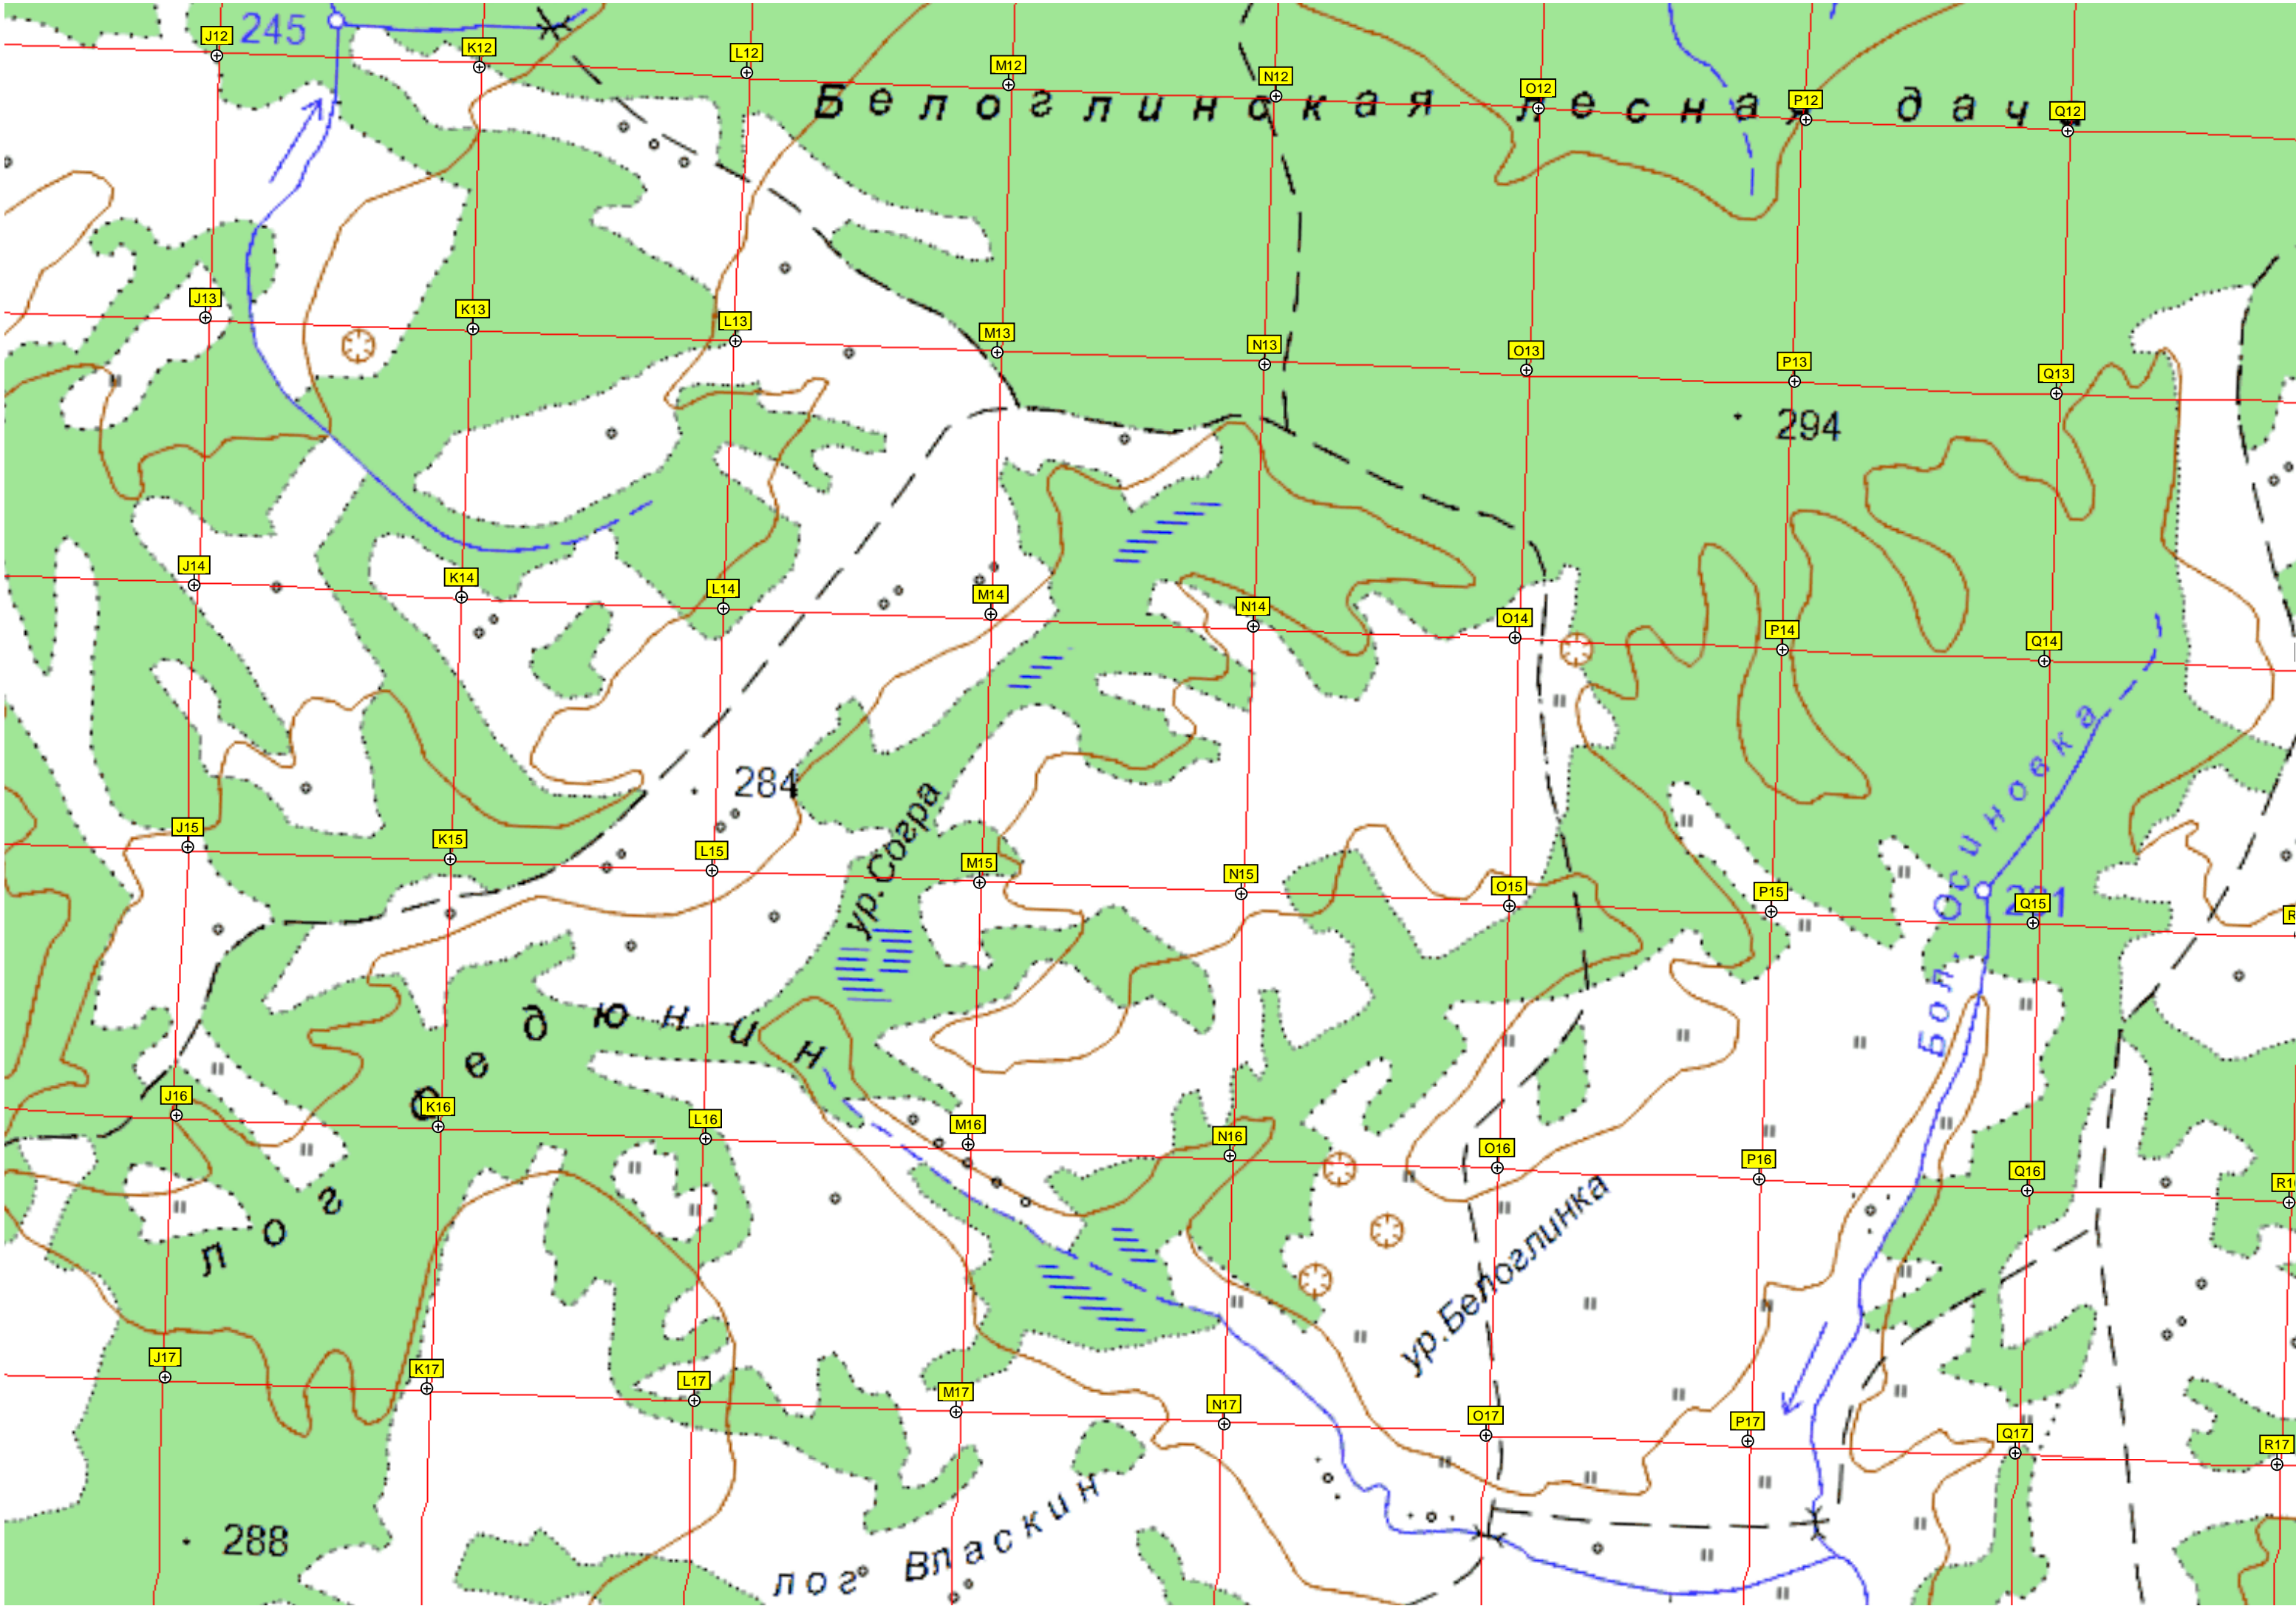 245
J12 K12 L12 M12 N12 O12 P12 Q12
Белоглинская лесная дача
J13 K13 L13 M13 N13 O13 P13 Q13
294
J14 K14 L14 M14 N14 O14 P14 Q14
284
ур.Согра
Бол. Осиновка
J15 K15 L15 M15 N15 O15 P15 Q15
Лог Федюнин
J16 K16 L16 M16 N16 O16 P16 Q16
ур.Белоглинка
J17 K17 L17 M17 N17 O17 P17 Q17 R17
288
лог Власкин